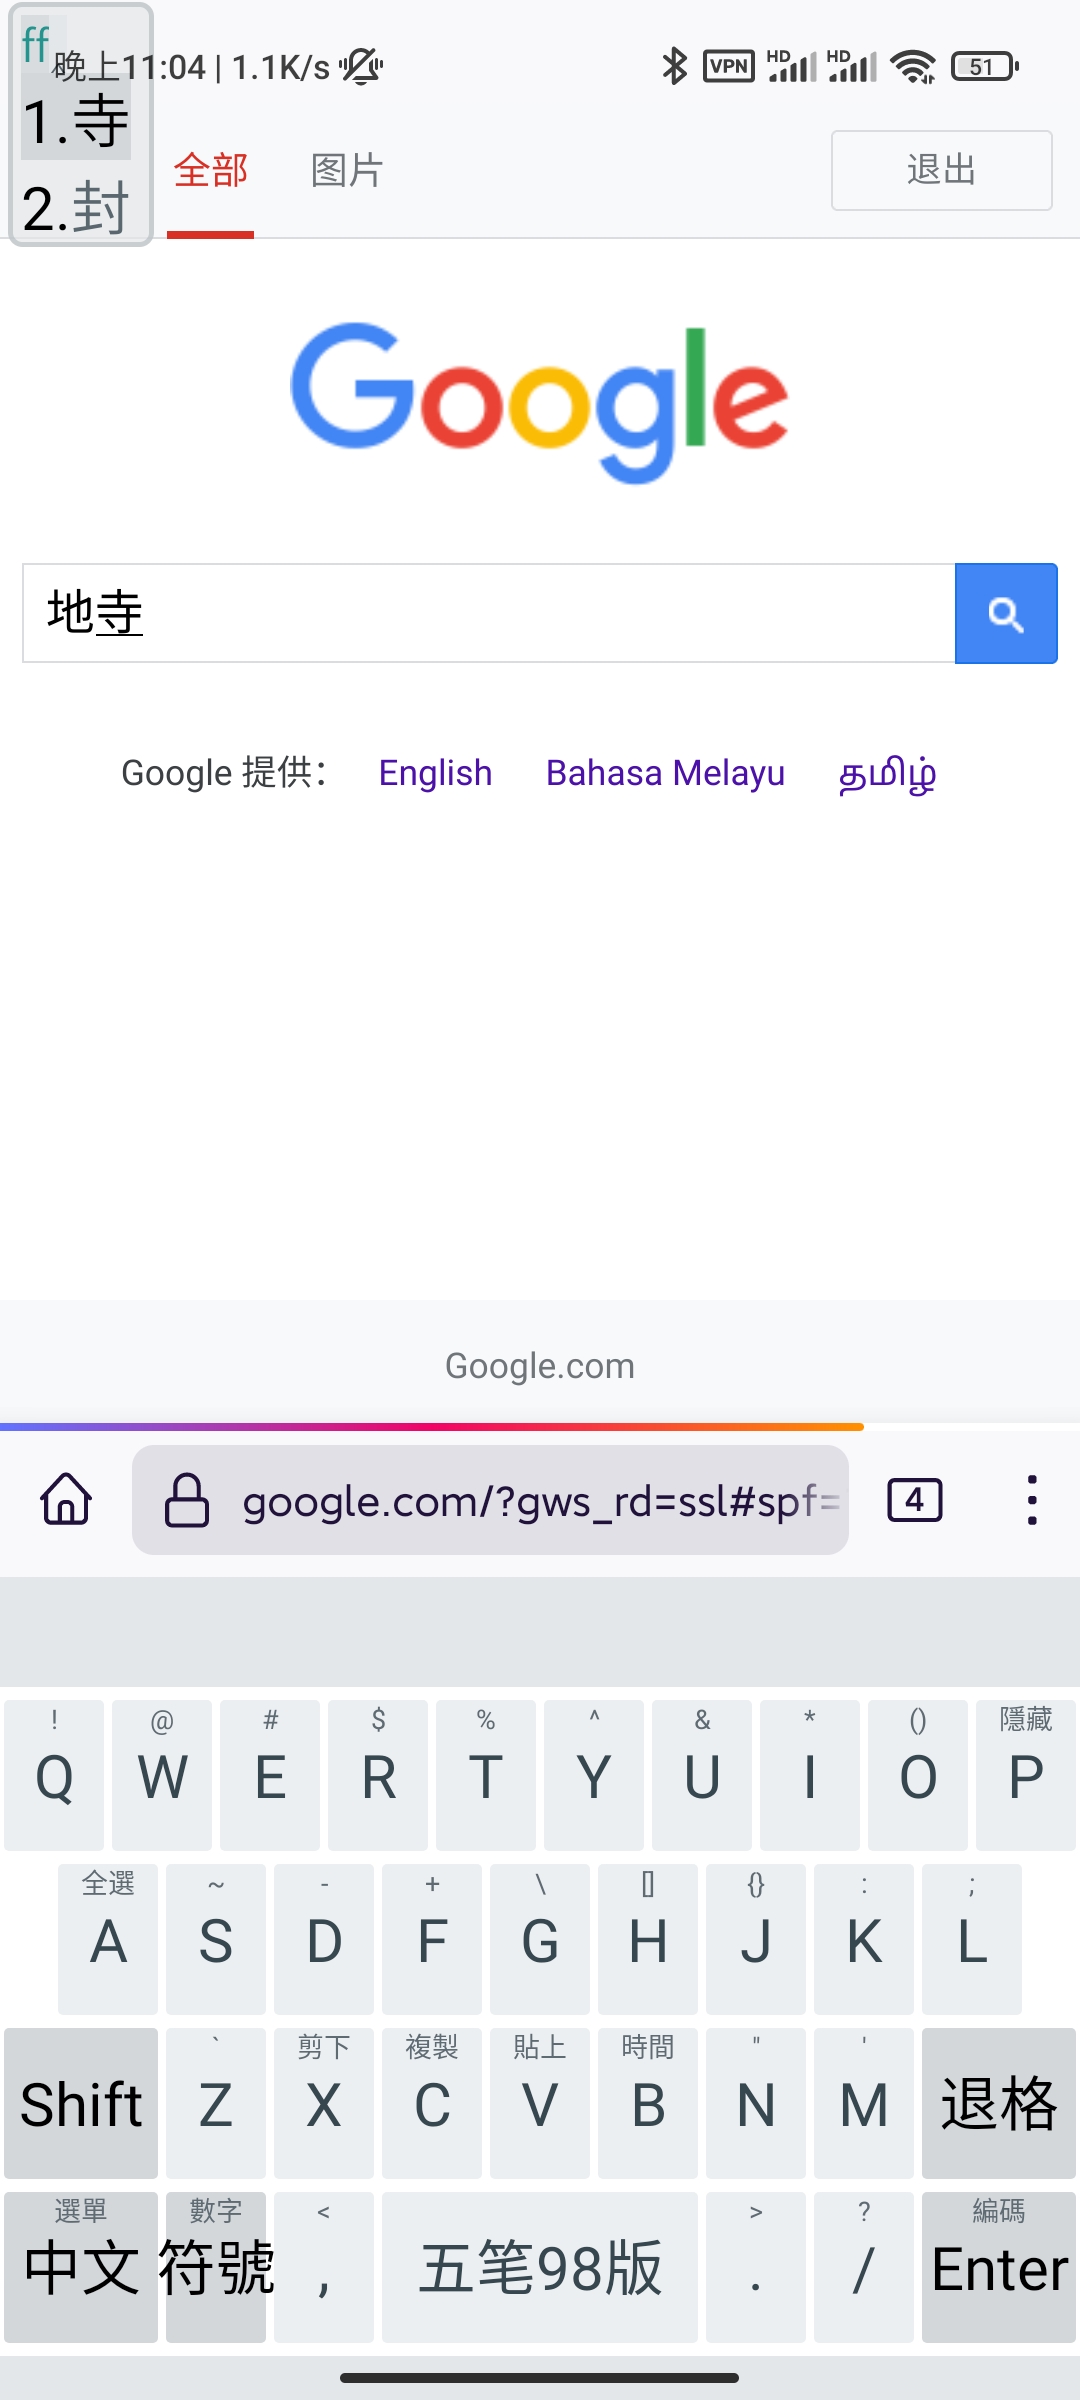 ff
晚上11:04 | 1.1K/s
VPN HD HD 51
1.寺
2.封
全部 图片 退出
Google
地寺
Google 提供： English Bahasa Melayu தமிழ்
Google.com
google.com/?gws_rd=ssl#spf= 4
! @ # $ % ^ & * () 隱藏
Q W E R T Y U I O P
全選 ~ - + \ [] {} : ;
A S D F G H J K L
` 剪下 複製 貼上 時間 " '
Shift Z X C V B N M 退格
選單 數字 < > ? 編碼
中文 符號 , 五笔98版 . / Enter